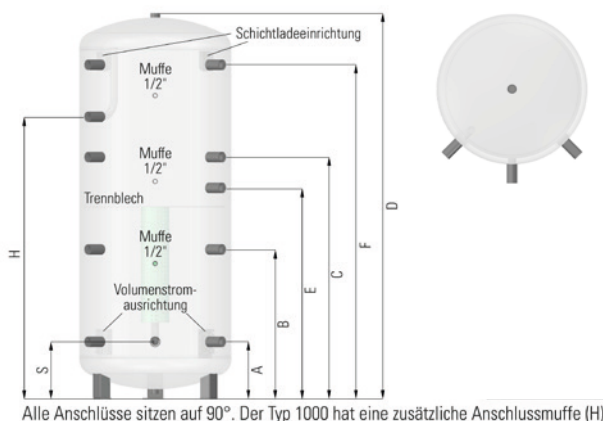 Schichtladeeinrichtung
Muffe
1/2"
Muffe
1/2"
Trennblech
Muffe
1/2"
Volumenstrom-
ausrichtung
H
S
A
B
E
C
F
D
Alle Anschlüsse sitzen auf 90°. Der Typ 1000 hat eine zusätzliche Anschlussmuffe (H)